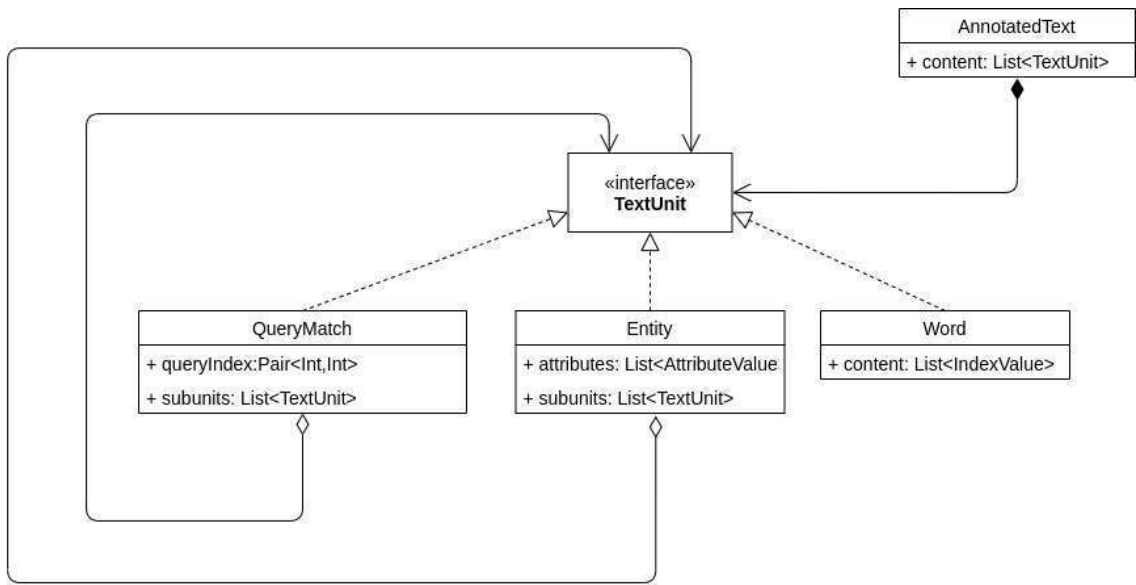 AnnotatedText
+ content: List<TextUnit>
«interface»
TextUnit
QueryMatch
+ queryIndex:Pair<Int,Int>
+ subunits: List<TextUnit>
Entity
+ attributes: List<AttributeValue
+ subunits: List<TextUnit>
Word
+ content: List<IndexValue>